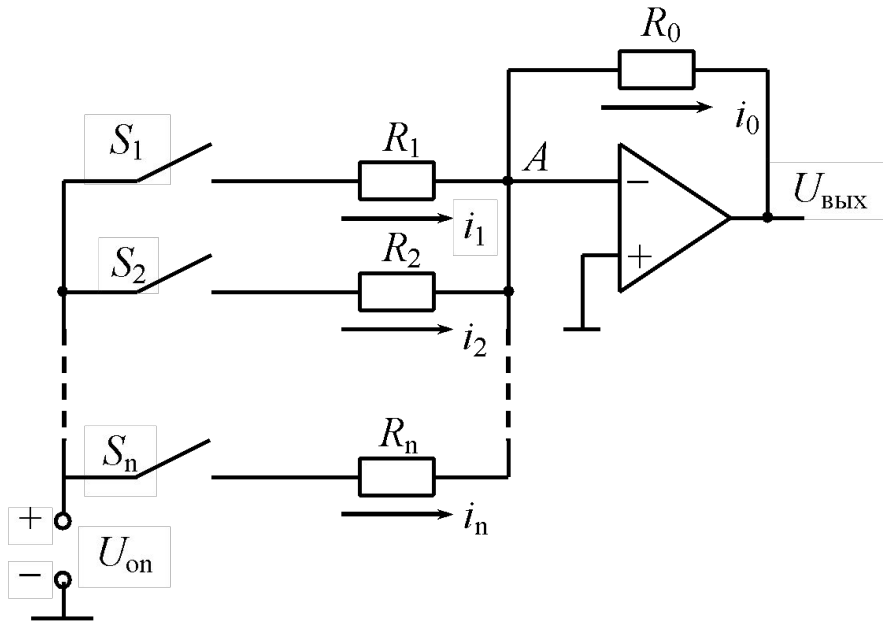 R₀
i₀
S₁
R₁
A
−
Uвых
i₁
S₂
R₂
+
i₂
Sn
Rn
in
+
Uоп
−